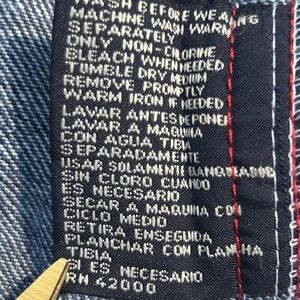 WASH BEFORE WEARING
MACHINE WASH WARM
SEPARATELY
ONLY NON-CHLORINE
BLEACH WHEN NEEDED
TUMBLE DRY MEDIUM
REMOVE PROMPTLY
WARM IRON IF NEEDED
LAVAR ANTES DE PONER
LAVAR A MAQUINA
CON AGUA TIBIA
SEPARADAMENTE
USAR SOLAMENTE BLANQUEADOR
SIN CLORO CUANDO
ES NECESARIO
SECAR A MAQUINA CON
CICLO MEDIO
RETIRA ENSEGUIDA
PLANCHAR CON PLANCHA
TIBIA
SI ES NECESARIO
RN 42000